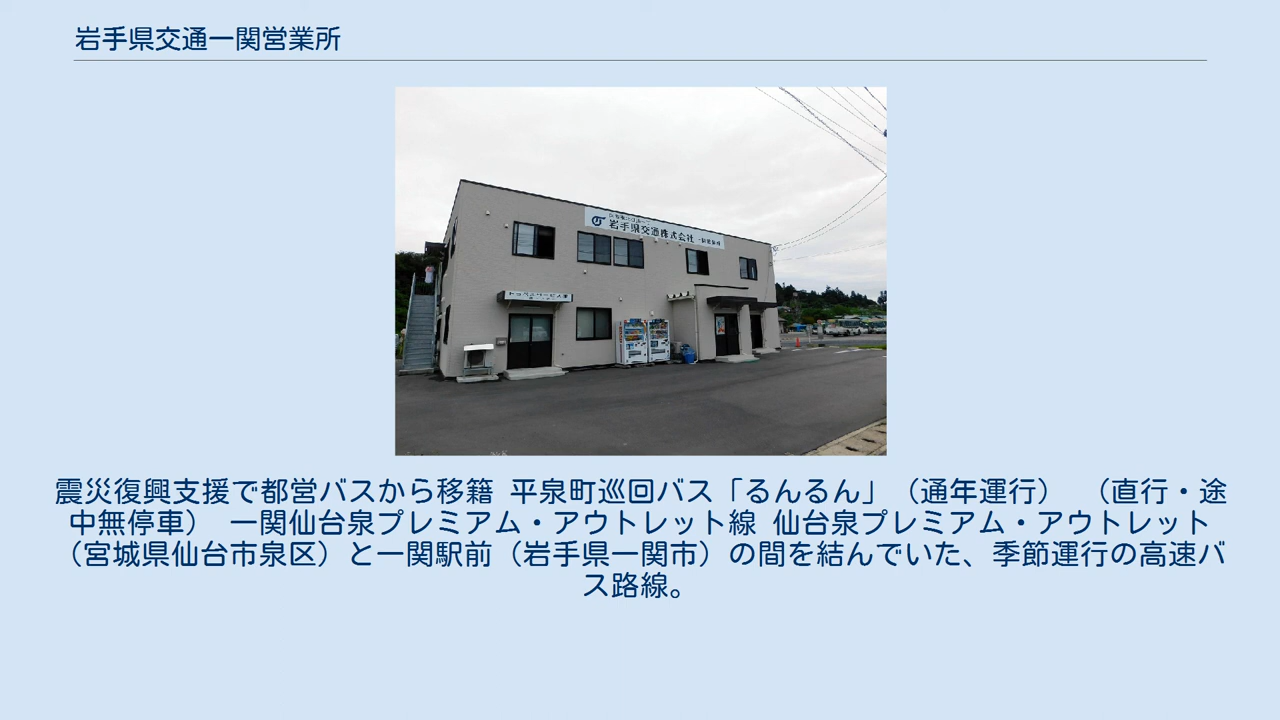 岩手県交通一関営業所
岩手県交通株式会社
震災復興支援で都営バスから移籍 平泉町巡回バス「るんるん」（通年運行） （直行・途
中無停車） 一関仙台泉プレミアム・アウトレット線 仙台泉プレミアム・アウトレット
（宮城県仙台市泉区）と一関駅前（岩手県一関市）の間を結んでいた、季節運行の高速バ
ス路線。